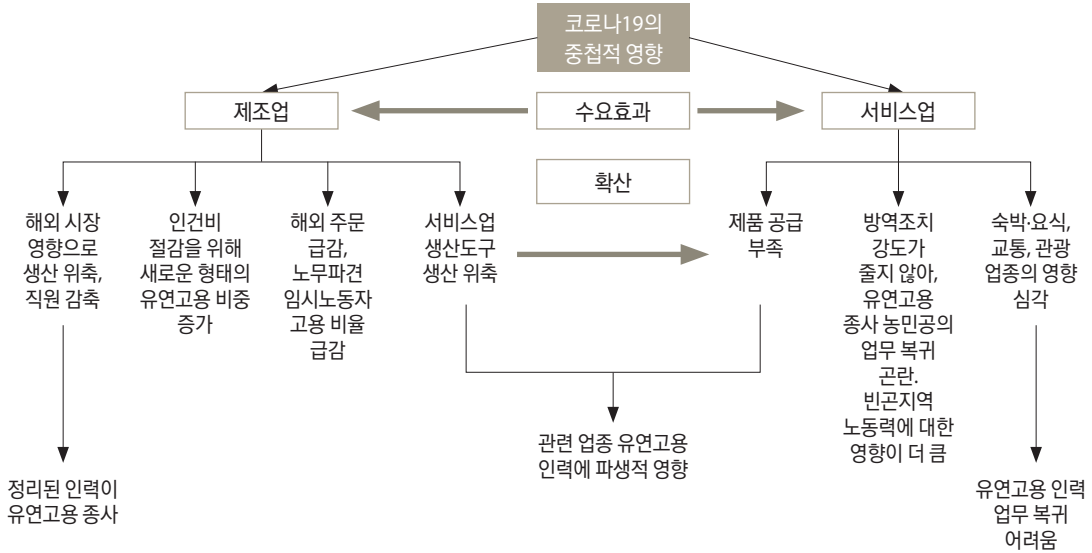 코로나19의
중첩적 영향
제조업
수요효과
서비스업
확산
해외 시장
영향으로
생산 위축,
직원 감축
인건비
절감을 위해
새로운 형태의
유연고용 비중
증가
해외 주문
급감,
노무파견
임시노동자
고용 비율
급감
서비스업
생산도구
생산 위축
제품 공급
부족
방역조치
강도가
줄지 않아,
유연고용
종사 농민공의
업무 복귀
곤란.
빈곤지역
노동력에 대한
영향이 더 큼
숙박·요식,
교통, 관광
업종의 영향
심각
관련 업종 유연고용
인력에 파생적 영향
정리된 인력이
유연고용 종사
유연고용 인력
업무 복귀
어려움